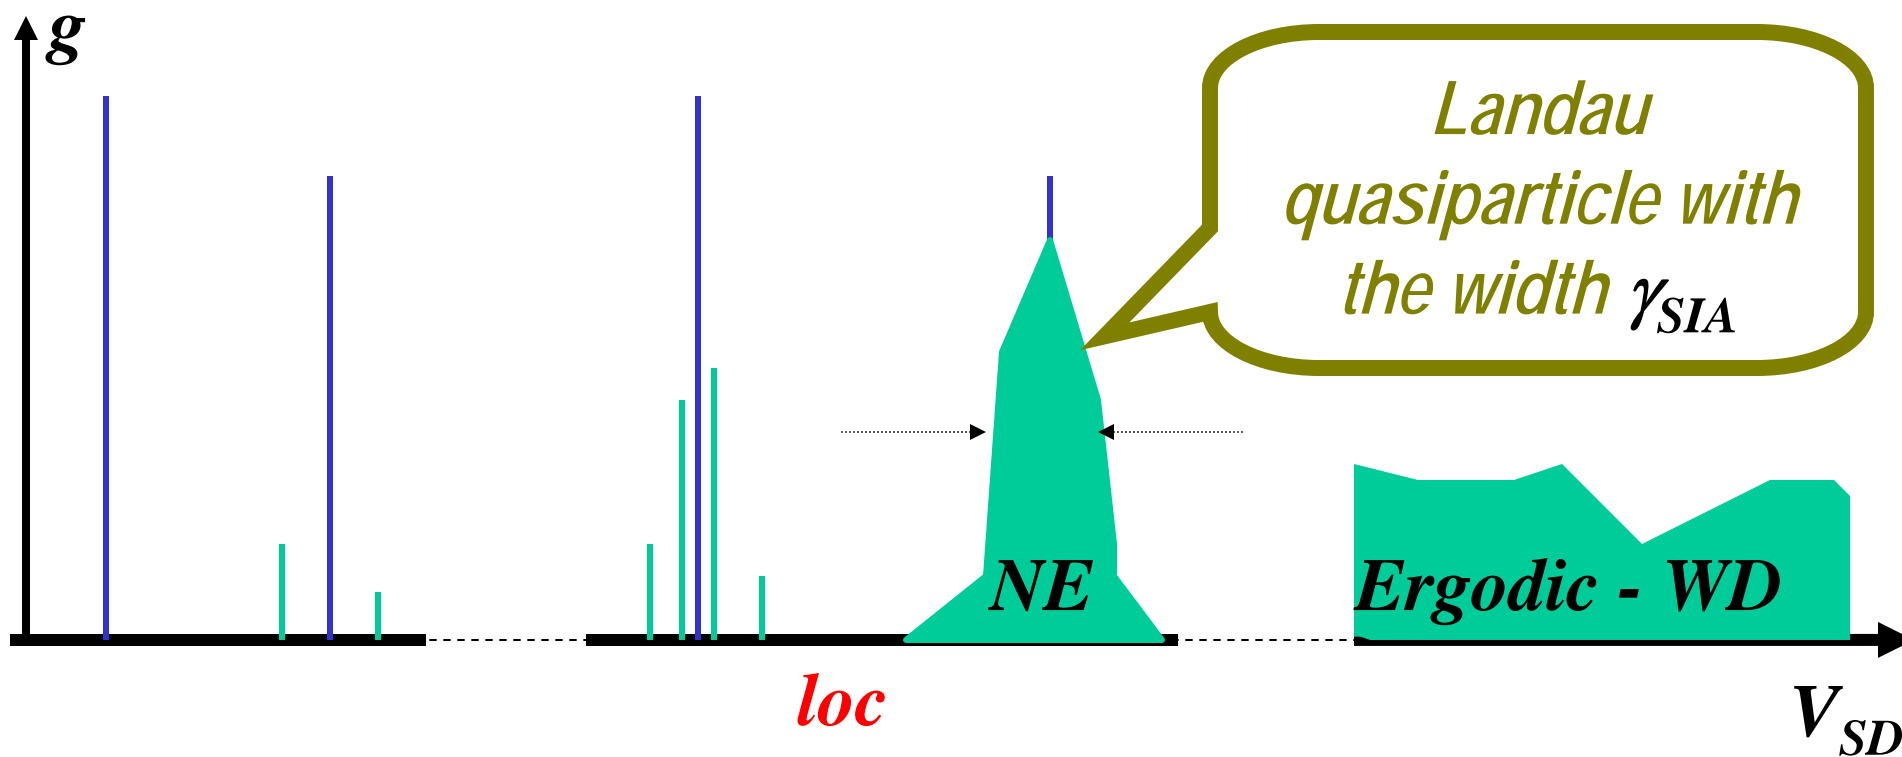 g
Landau
quasiparticle with
the width γSIA
NE
Ergodic - WD
loc
VSD